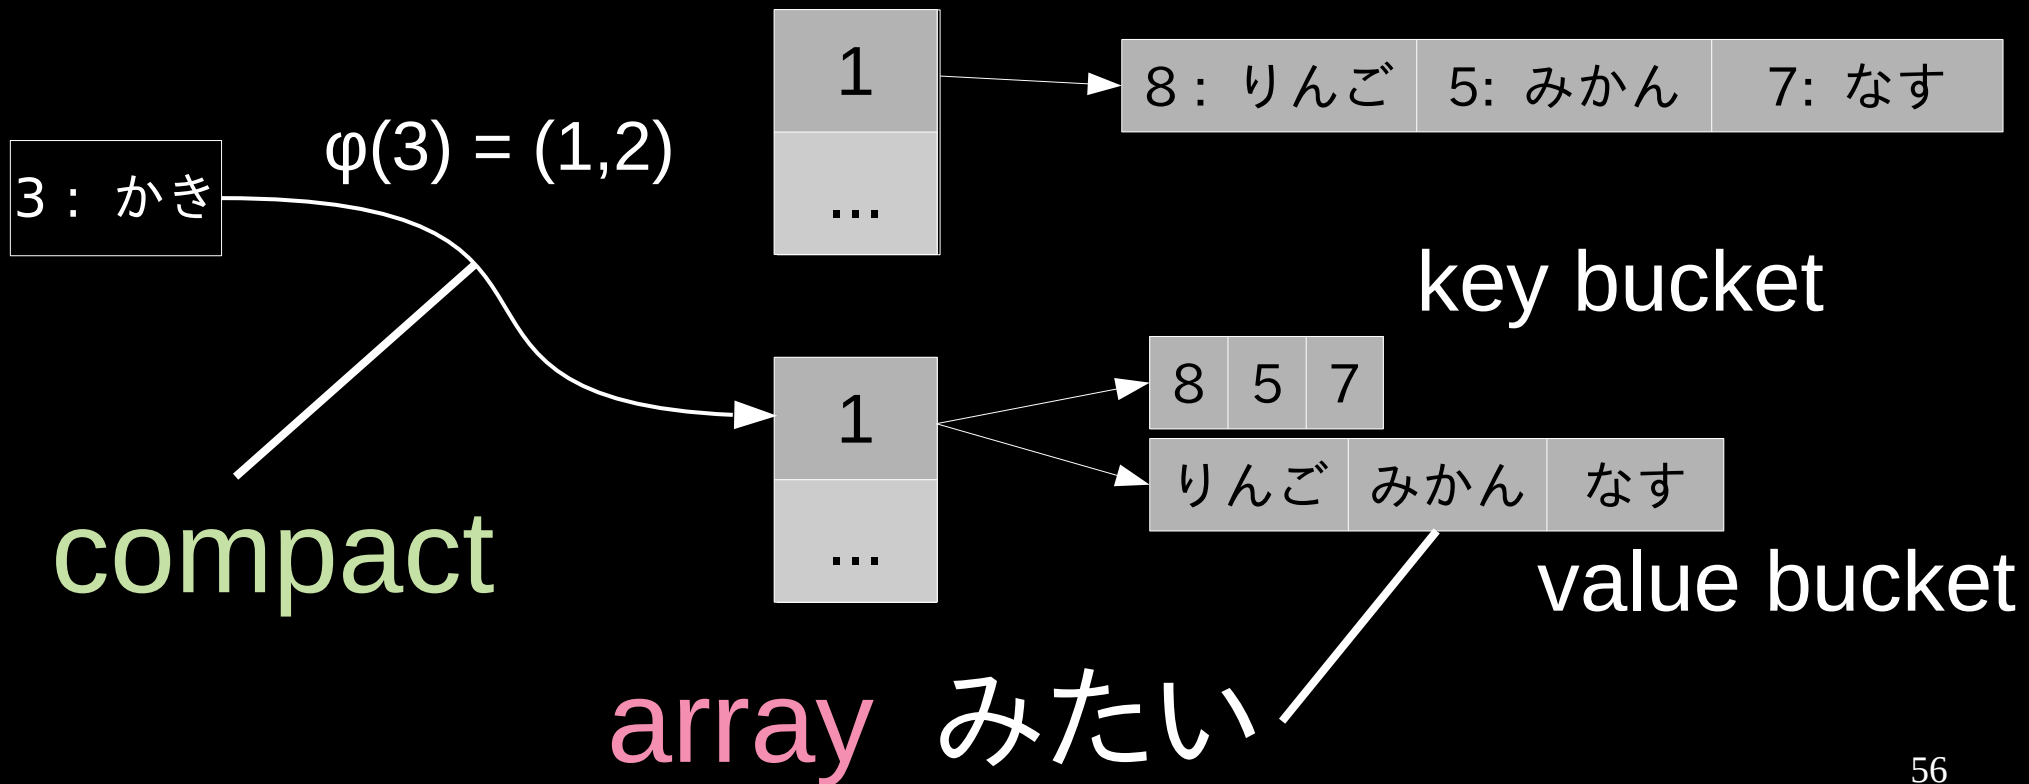 1
8 : りんご 5: みかん 7: なす
...
φ(3) = (1,2)
3 : かき
key bucket
1
8 5 7
りんご みかん なす
...
value bucket
compact
array みたい
56